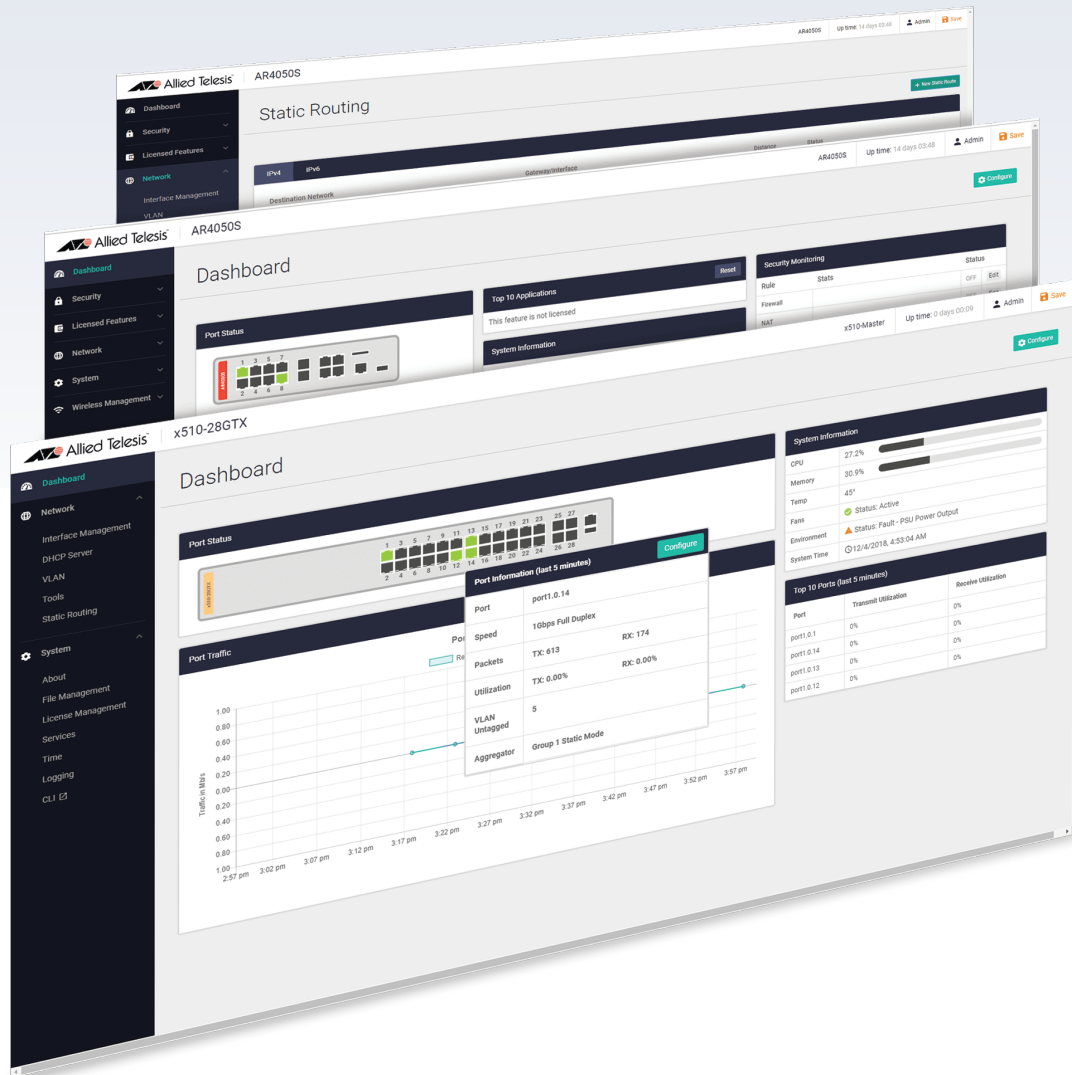 Allied Telesis
AR4050S
AR4050S
Up time: 14 days 03:46
Admin
Save
Dashboard
Security
Licensed Features
Network
Interface Management
VLAN
Static Routing
+ New Static Route
IPv4
IPv6
Destination Network
Gateway/Interface
Distance
Status
Allied Telesis
AR4050S
AR4050S
Up time: 14 days 03:48
Admin
Save
Dashboard
Security
Licensed Features
Network
System
Wireless Management
Dashboard
Configure
Port Status
AR4050S
1 3 5 7
2 4 6 8
Top 10 Applications
Reset
This feature is not licensed
System Information
Security Monitoring
Rule
Stats
Status
Firewall
OFF
Edit
NAT
Allied Telesis
x510-28GTX
x510-Master
Up time: 0 days 00:09
Admin
Save
Dashboard
Network
Interface Management
DHCP Server
VLAN
Tools
Static Routing
System
About
File Management
License Management
Services
Time
Logging
CLI
Dashboard
Configure
Port Status
x510-28GTX
1 3 5 7 9 11 13 15 17 19 21 23 25 27
2 4 6 8 10 12 14 16 18 20 22 24 26 28
Port Traffic
Traffic in Mb/s
1.00
0.80
0.60
0.40
0.20
0.00
0.20
0.40
0.60
0.80
1.00
2:57 pm 3:02 pm 3:07 pm 3:12 pm 3:17 pm 3:22 pm 3:27 pm 3:32 pm 3:37 pm 3:42 pm 3:47 pm 3:52 pm 3:57 pm
Port Information (last 5 minutes)
Configure
Port port1.0.14
Speed 1Gbps Full Duplex
Packets TX: 613 RX: 174
Utilization TX: 0.00% RX: 0.00%
VLAN
Untagged
5
Aggregator Group 1 Static Mode
System Information
CPU 27.2%
Memory 30.9%
Temp 45°
Fans Status: Active
Environment Status: Fault - PSU Power Output
System Time 12/4/2018, 4:53:04 AM
Top 10 Ports (last 5 minutes)
Port Transmit Utilization Receive Utilization
port1.0.1 0% 0%
port1.0.14 0% 0%
port1.0.13 0% 0%
port1.0.12 0% 0%